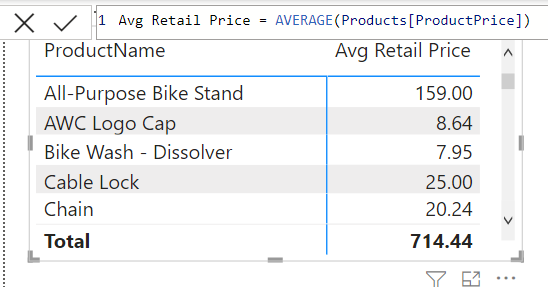 1 Avg Retail Price = AVERAGE(Products[ProductPrice])
ProductName Avg Retail Price
All-Purpose Bike Stand 159.00
AWC Logo Cap 8.64
Bike Wash - Dissolver 7.95
Cable Lock 25.00
Chain 20.24
Total 714.44